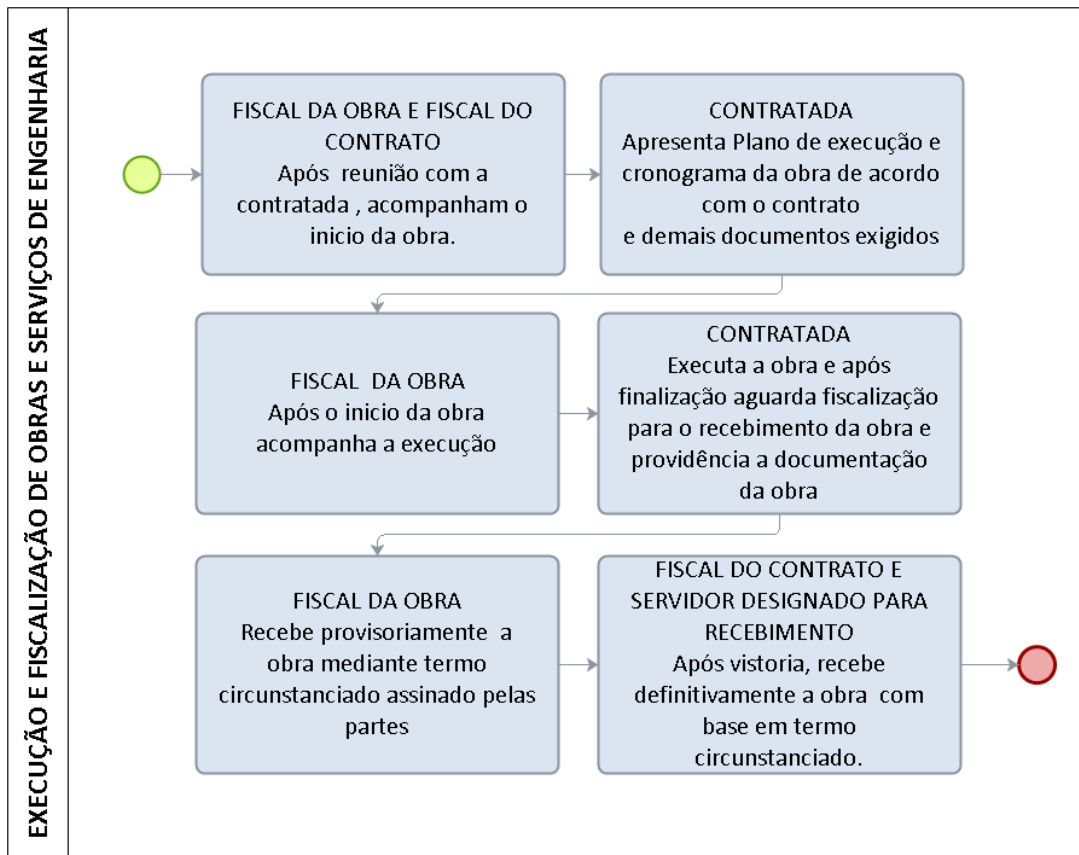 EXECUÇÃO E FISCALIZAÇÃO DE OBRAS E SERVIÇOS DE ENGENHARIA
FISCAL DA OBRA E FISCAL DO
CONTRATO
Após reunião com a
contratada , acompanham o
inicio da obra.
CONTRATADA
Apresenta Plano de execução e
cronograma da obra de acordo
com o contrato
e demais documentos exigidos
FISCAL DA OBRA
Após o inicio da obra
acompanha a execução
CONTRATADA
Executa a obra e após
finalização aguarda fiscalização
para o recebimento da obra e
providência a documentação
da obra
FISCAL DA OBRA
Recebe provisoriamente a
obra mediante termo
circunstanciado assinado pelas
partes
FISCAL DO CONTRATO E
SERVIDOR DESIGNADO PARA
RECEBIMENTO
Após vistoria, recebe
definitivamente a obra com
base em termo
circunstanciado.